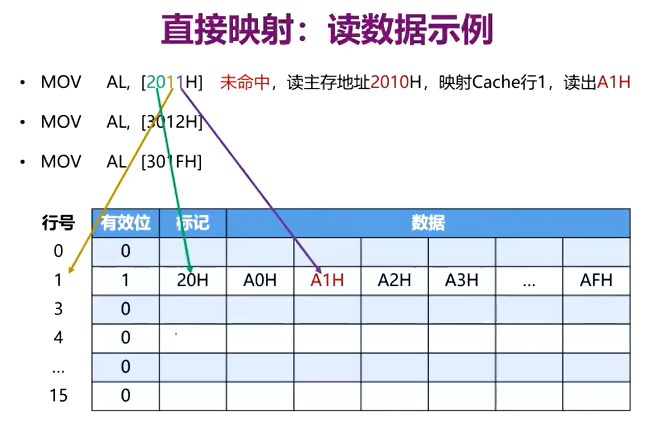 直接映射：读数据示例
• MOV AL, [2011H] 未命中，读主存地址2010H，映射Cache行1，读出A1H
• MOV AL, [3012H]
• MOV AL, [301FH]
行号 有效位 标记 数据
0 0
1 1 20H A0H A1H A2H A3H ... AFH
3 0
4 0
... 0
15 0